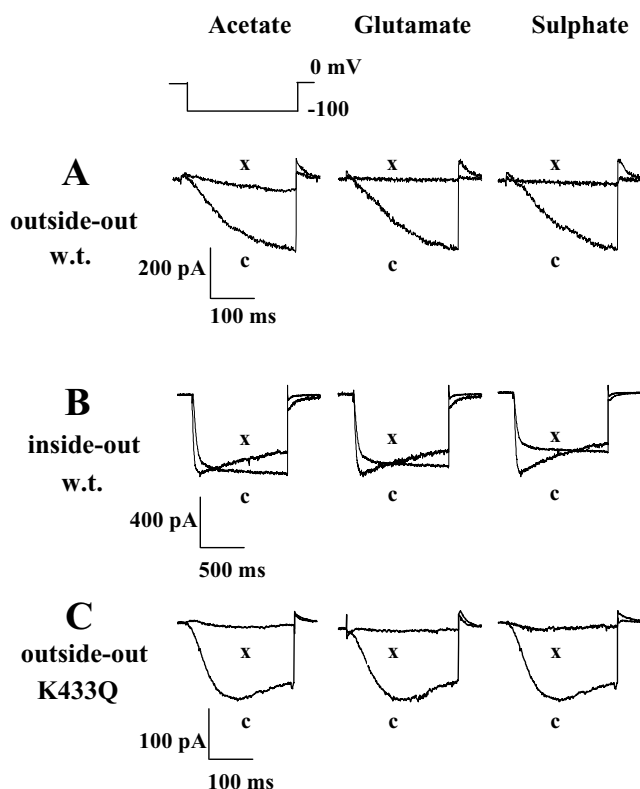 Acetate Glutamate Sulphate
0 mV
-100
A
outside-out
w.t.
x x x
c c c
200 pA
100 ms
B
inside-out
w.t.
x x x
c c c
400 pA
500 ms
C
outside-out
K433Q
x x x
c c c
100 pA
100 ms